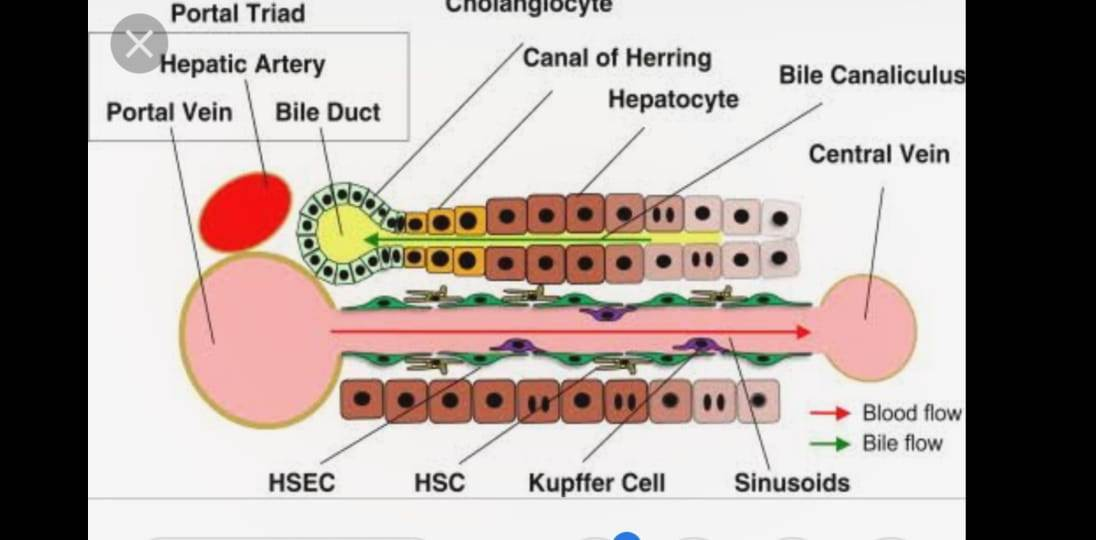 Cholangiocyte
Portal Triad
Hepatic Artery
Canal of Herring
Bile Canaliculus
Hepatocyte
Portal Vein
Bile Duct
Central Vein
Blood flow
Bile flow
HSEC
HSC
Kupffer Cell
Sinusoids